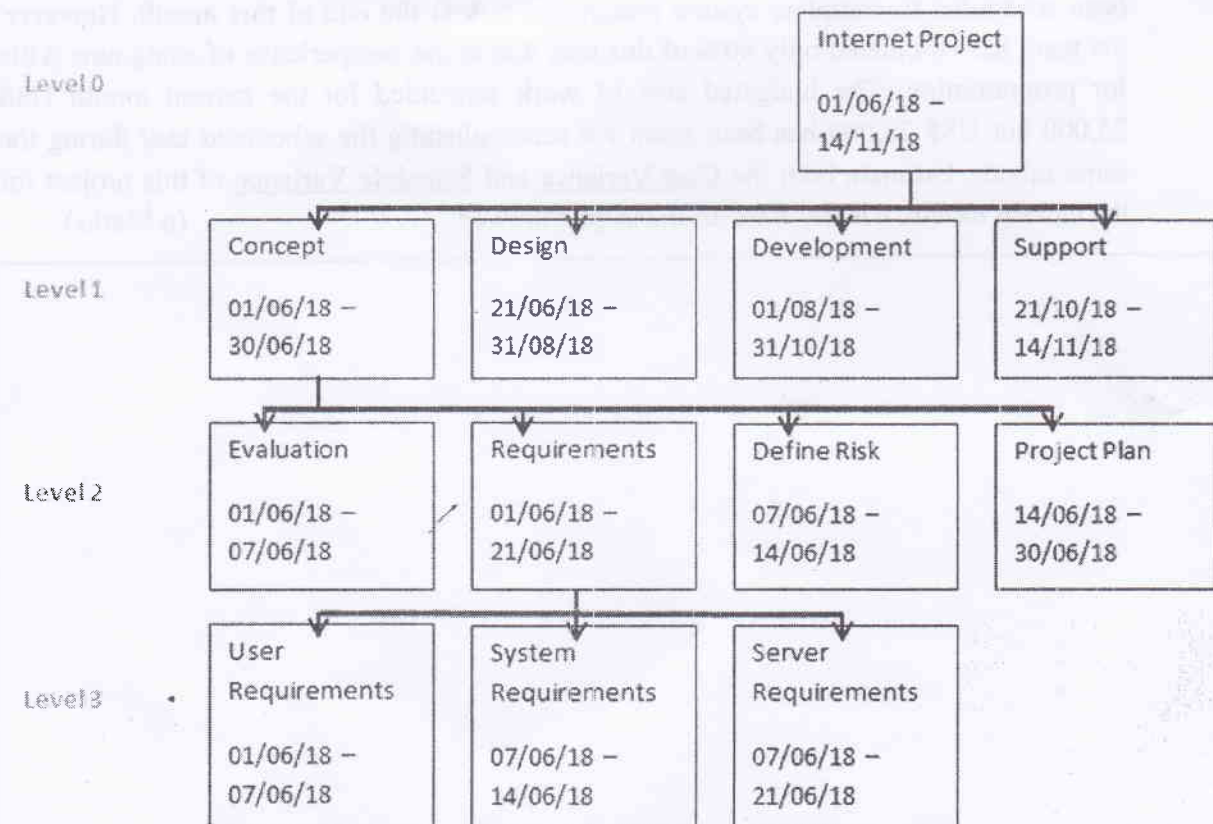 Internet Project
01/06/18 –
14/11/18
Level 0
Concept
01/06/18 –
30/06/18
Design
21/06/18 –
31/08/18
Development
01/08/18 –
31/10/18
Support
21/10/18 –
14/11/18
Level 1
Evaluation
01/06/18 –
07/06/18
Requirements
01/06/18 –
21/06/18
Define Risk
07/06/18 –
14/06/18
Project Plan
14/06/18 –
30/06/18
Level 2
User
Requirements
01/06/18 –
07/06/18
System
Requirements
07/06/18 –
14/06/18
Server
Requirements
07/06/18 –
21/06/18
Level 3